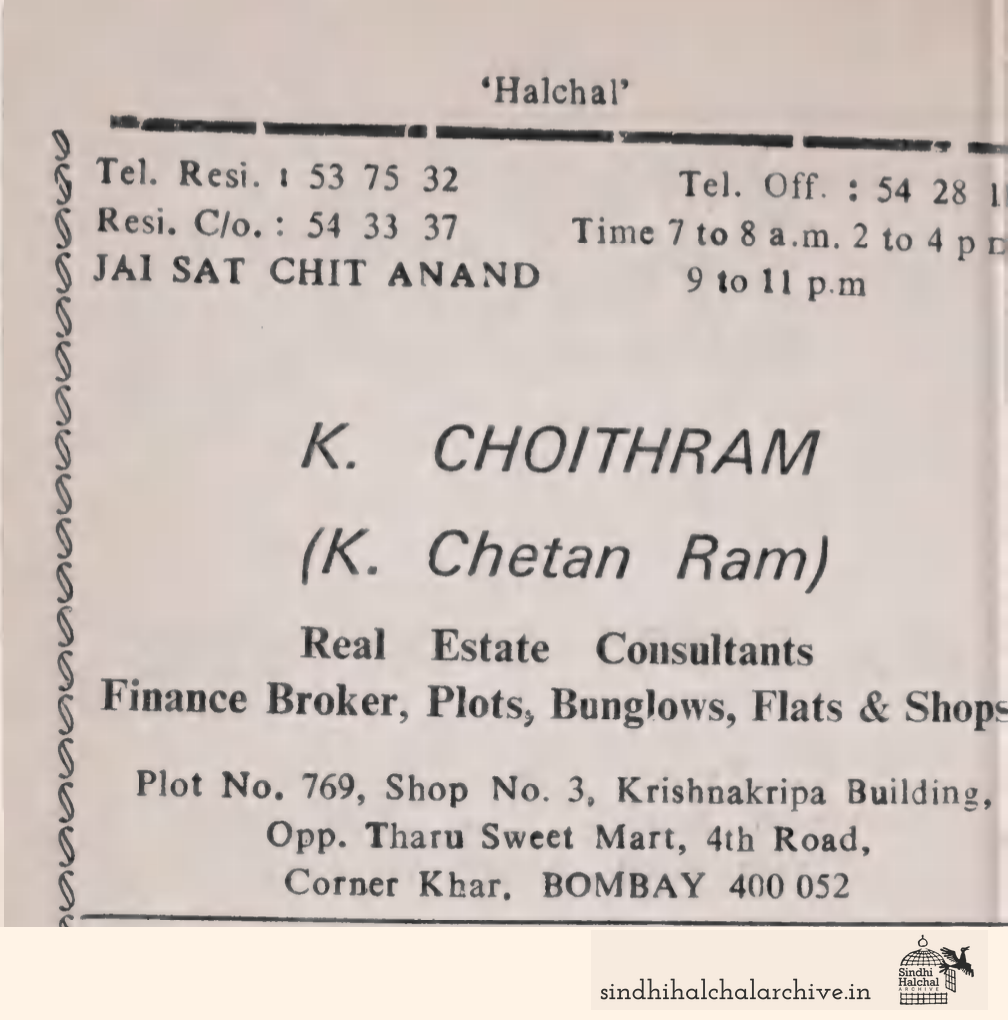 ‘Halchal’
Tel. Resi. : 53 75 32
Resi. C/o. : 54 33 37
JAI SAT CHIT ANAND
Tel. Off. : 54 28
Time 7 to 8 a.m. 2 to 4 p
9 to 11 p.m
K. CHOITHRAM
(K. Chetan Ram)
Real Estate Consultants
Finance Broker, Plots, Bunglows, Flats & Shops
Plot No. 769, Shop No. 3, Krishnakripa Building,
Opp. Tharu Sweet Mart, 4th Road,
Corner Khar. BOMBAY 400 052
sindhihalchalarchive.in
Sindhi
Halchal
ARCHIVE